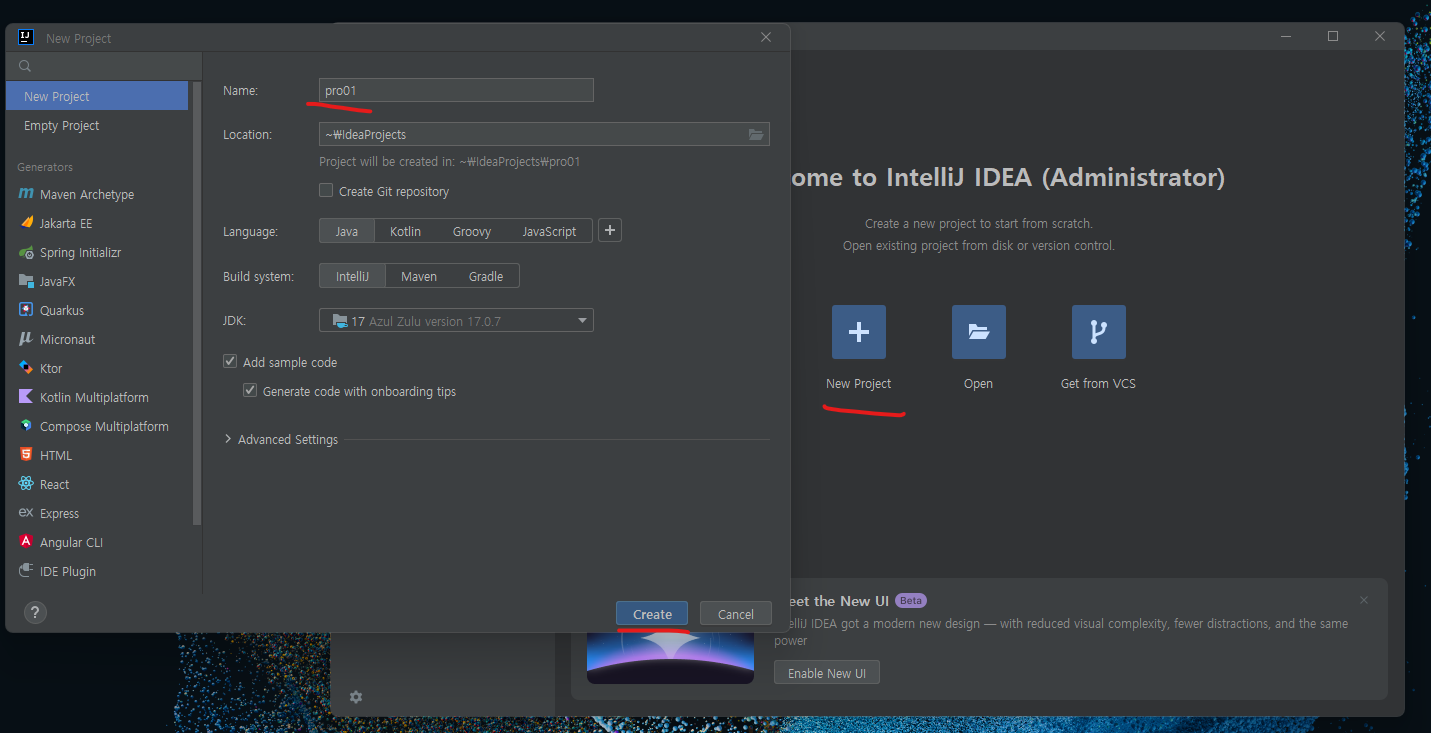 New Project
New Project
Empty Project
Generators
Maven Archetype
Jakarta EE
Spring Initializr
JavaFX
Quarkus
Micronaut
Ktor
Kotlin Multiplatform
Compose Multiplatform
HTML
React
Express
Angular CLI
IDE Plugin
Name: pro01
Location: ~₩IdeaProjects
Project will be created in: ~₩IdeaProjects₩pro01
Create Git repository
Language: Java Kotlin Groovy JavaScript +
Build system: IntelliJ Maven Gradle
JDK: 17 Azul Zulu version 17.0.7
Add sample code
Generate code with onboarding tips
Advanced Settings
? Create Cancel
ome to IntelliJ IDEA (Administrator)
Create a new project to start from scratch.
Open existing project from disk or version control.
New Project Open Get from VCS
eet the New UI Beta
elliJ IDEA got a modern new design — with reduced visual complexity, fewer distractions, and the same
power
Enable New UI